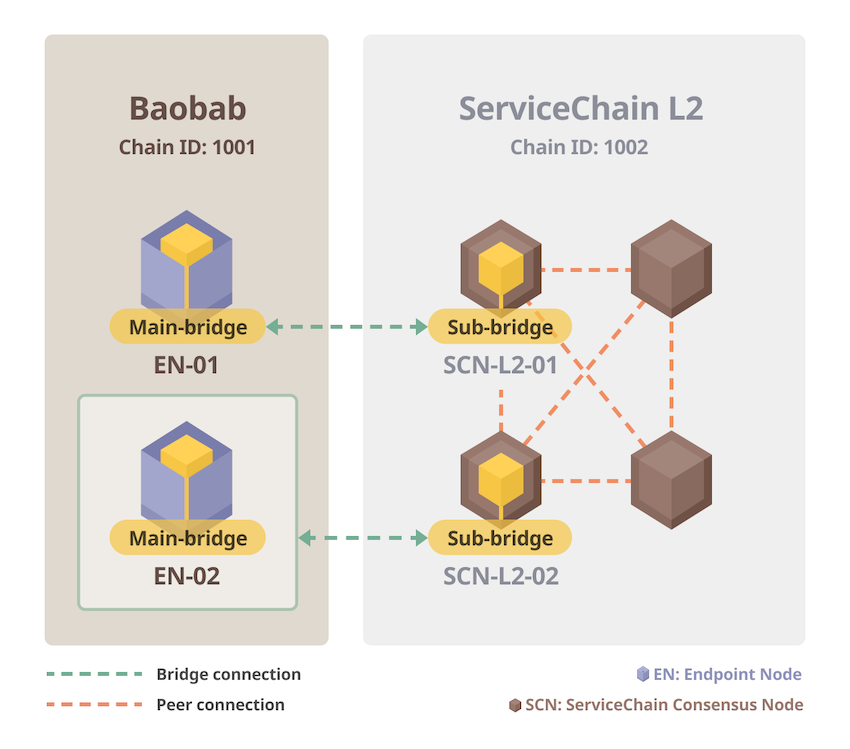 Baobab
Chain ID: 1001
ServiceChain L2
Chain ID: 1002
Main-bridge
EN-01
Sub-bridge
SCN-L2-01
Main-bridge
EN-02
Sub-bridge
SCN-L2-02
Bridge connection
Peer connection
EN: Endpoint Node
SCN: ServiceChain Consensus Node